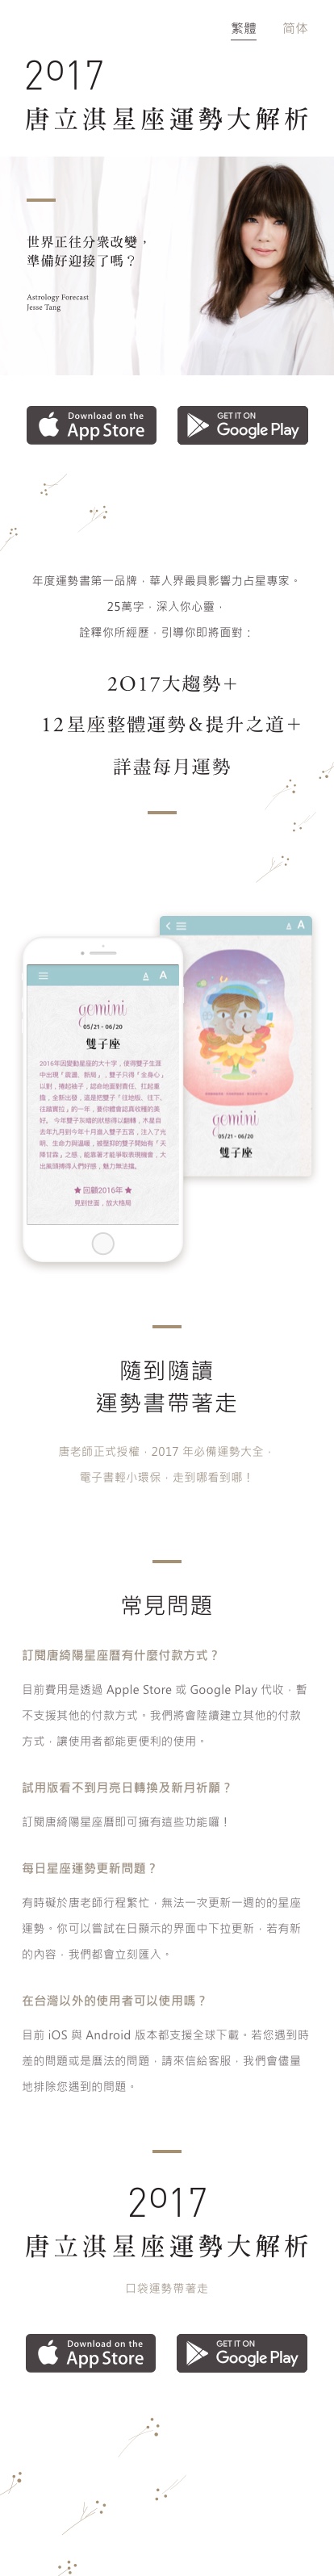 繁體 简体
2017
唐立淇星座運勢大解析
世界正往分眾改變，
準備好迎接了嗎？
Astrology Forecast
Jesse Tang
Download on the
App Store
GET IT ON
Google Play
年度運勢書第一品牌，華人界最具影響力占星專家。
25萬字，深入你心靈，
詮釋你所經歷，引導你即將面對：
2017大趨勢＋
12星座整體運勢&提升之道＋
詳盡每月運勢
A A
gemini
05/21 - 06/20
雙子座
★ 回顧2016年 ★
見到世面，放大格局
A A
gemini
05/21 - 06/20
雙子座
隨到隨讀
運勢書帶著走
唐老師正式授權，2017 年必備運勢大全，
電子書輕小環保，走到哪看到哪！
常見問題
訂閱唐綺陽星座曆有什麼付款方式？
目前費用是透過 Apple Store 或 Google Play 代收，暫
不支援其他的付款方式。我們將會陸續建立其他的付款
方式，讓使用者都能更便利的使用。
試用版看不到月亮日轉換及新月祈願？
訂閱唐綺陽星座曆即可擁有這些功能囉！
每日星座運勢更新問題？
有時礙於唐老師行程繁忙，無法一次更新一週的的星座
運勢。你可以嘗試在日顯示的界面中下拉更新，若有新
的內容，我們都會立刻匯入。
在台灣以外的使用者可以使用嗎？
目前 iOS 與 Android 版本都支援全球下載。若您遇到時
差的問題或是曆法的問題，請來信給客服，我們會儘量
地排除您遇到的問題。
2017
唐立淇星座運勢大解析
口袋運勢帶著走
Download on the
App Store
GET IT ON
Google Play